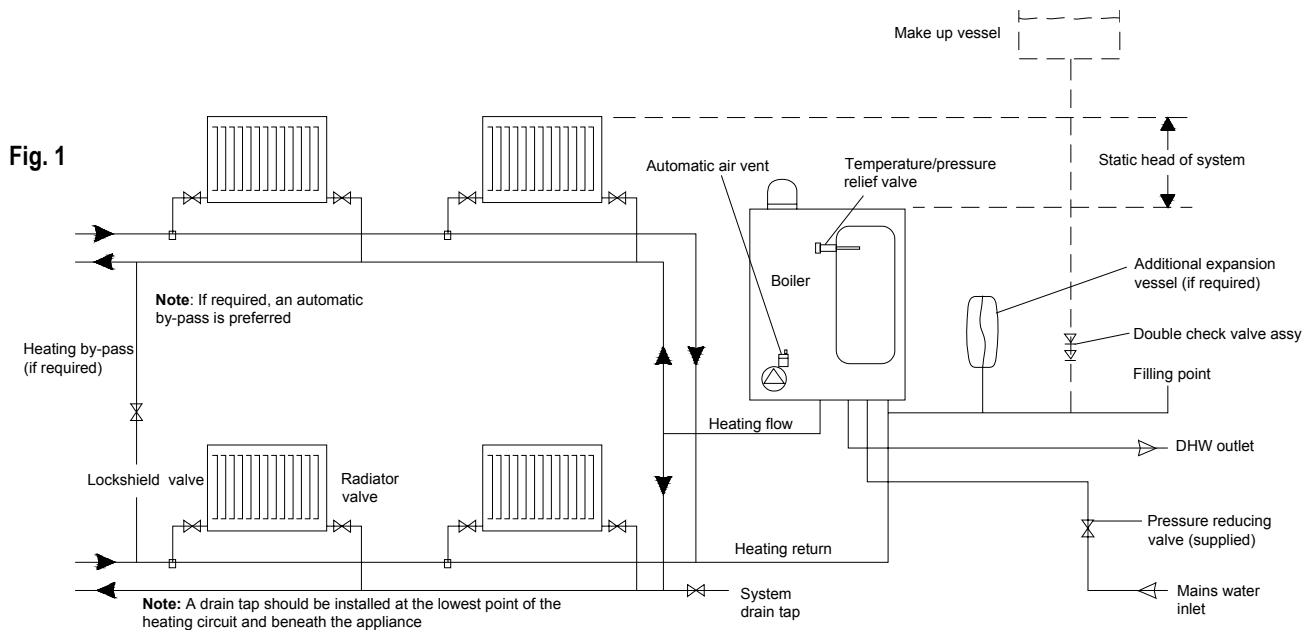 Make up vessel
Fig. 1
Static head of system
Automatic air vent
Temperature/pressure
relief valve
Boiler
Additional expansion
vessel (if required)
Note: If required, an automatic
by-pass is preferred
Heating by-pass
(if required)
Double check valve assy
Filling point
Heating flow
DHW outlet
Lockshield valve
Radiator
valve
Pressure reducing
valve (supplied)
Heating return
System
drain tap
Mains water
inlet
Note: A drain tap should be installed at the lowest point of the
heating circuit and beneath the appliance